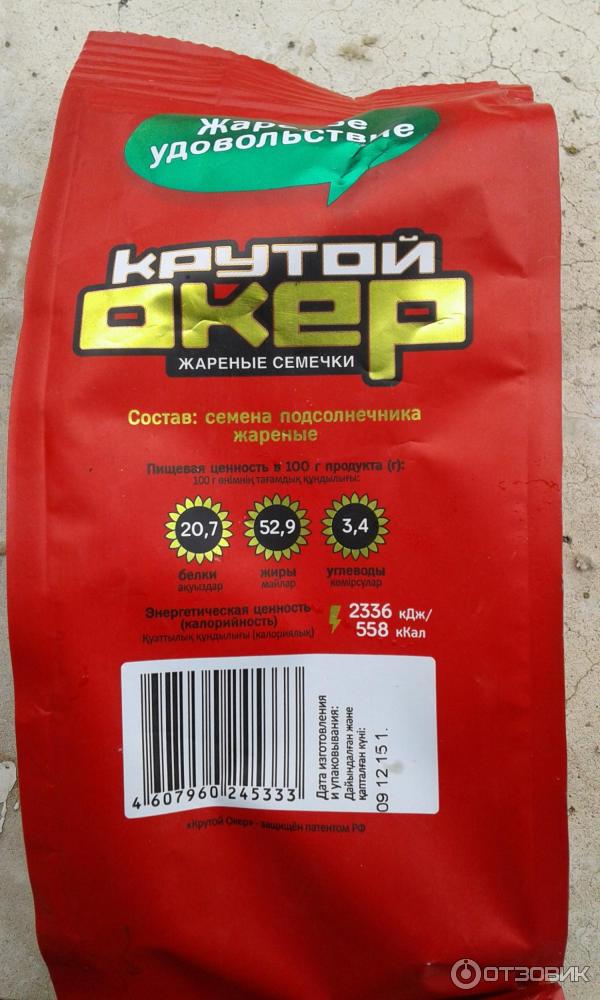 Жареное
удовольствие
КРУТОЙ
ОКЕР
ЖАРЕНЫЕ СЕМЕЧКИ
Состав: семена подсолнечника
жареные
Пищевая ценность в 100 г продукта (г):
100 г өнімнің тағамдық құндылығы:
20,7
52,9
3,4
белки
жиры
углеводы
ақуыздар
майлар
көмірсулар
Энергетическая ценность
(калорийность)
Қуаттылық құндылығы (калориялық)
2336 кДж/
558 кКал
Дата изготовления
и упаковывания:
Дайындалған және
қапталған күні:
09 12 15 1.
4 607960 245333
«Крутой Окер» - защищён патентом РФ
ОТЗОВИК